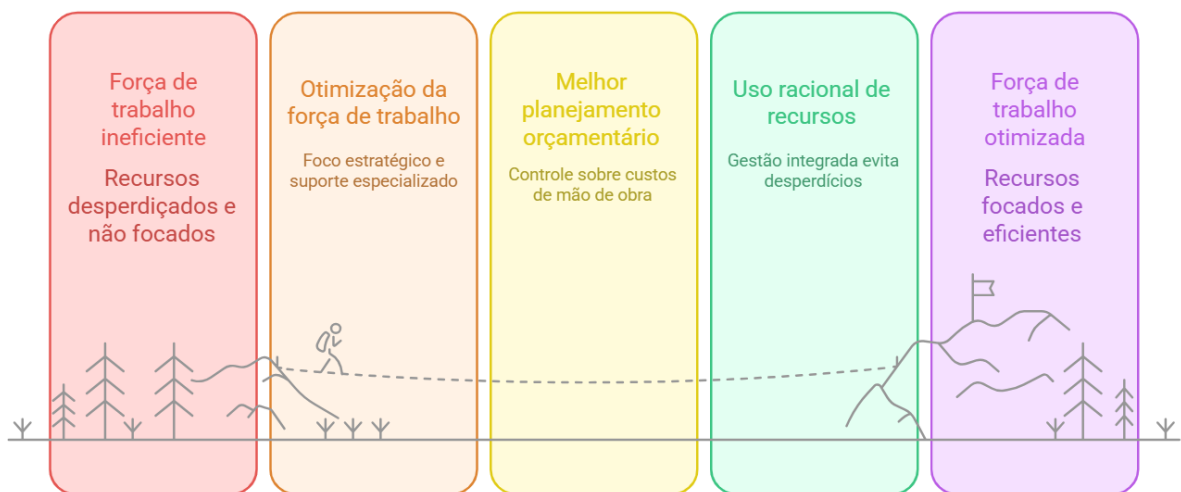 Força de
trabalho
ineficiente
Recursos
desperdiçados e
não focados
Otimização da
força de trabalho
Foco estratégico e
suporte especializado
Melhor
planejamento
orçamentário
Controle sobre custos
de mão de obra
Uso racional de
recursos
Gestão integrada evita
desperdícios
Força de
trabalho
otimizada
Recursos
focados e
eficientes